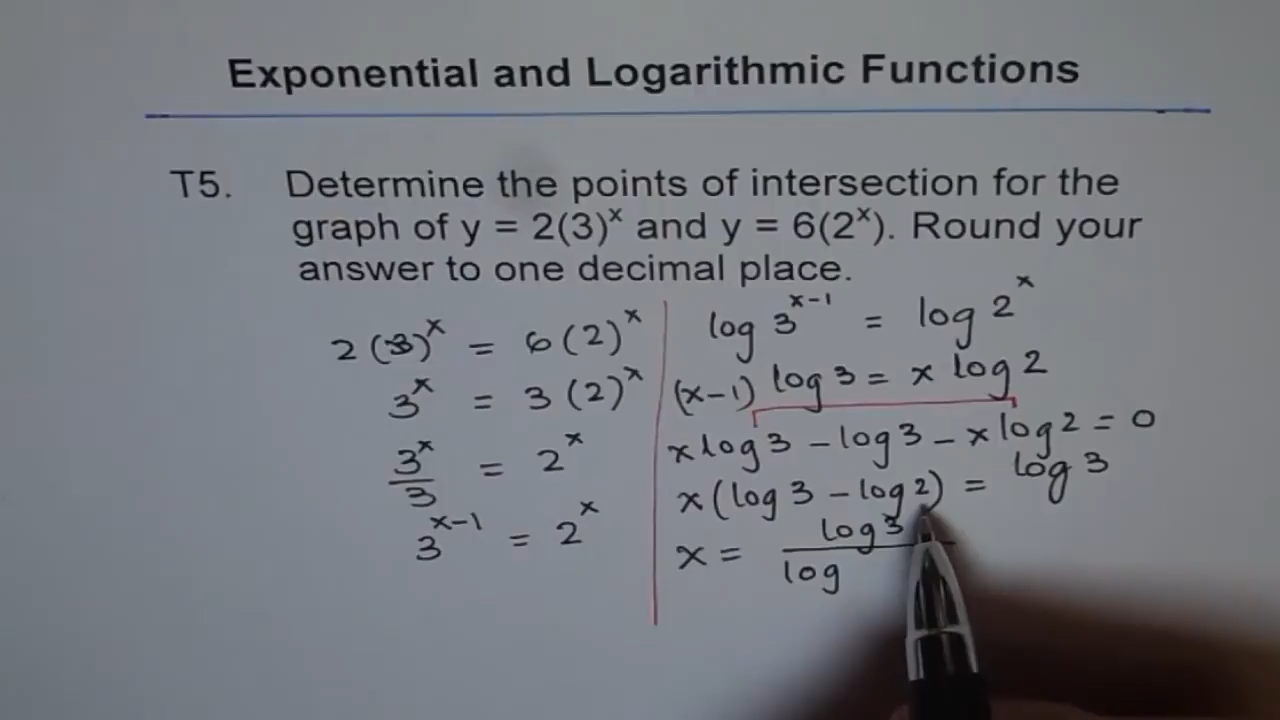 Exponential and Logarithmic Functions
T5. Determine the points of intersection for the
graph of y = 2(3)^x and y = 6(2^x). Round your
answer to one decimal place.
2(3)^x = 6(2)^x
3^x = 3(2)^x
3^x/3 = 2^x
3^(x-1) = 2^x
log 3^(x-1) = log 2^x
(x-1) log 3 = x log 2
x log 3 - log 3 - x log 2 = 0
x(log 3 - log 2) = log 3
x = log 3
log